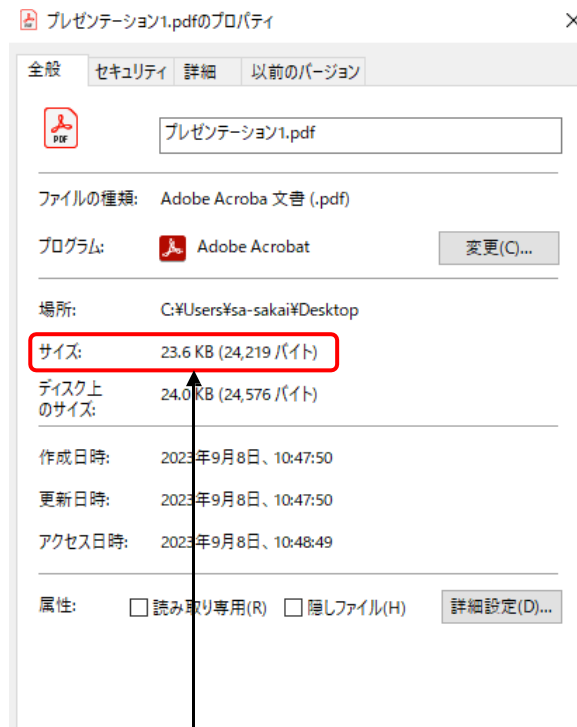 プレゼンテーション1.pdfのプロパティ
全般 セキュリティ 詳細 以前のバージョン
PDF
プレゼンテーション1.pdf
ファイルの種類: Adobe Acroba 文書 (.pdf)
プログラム: Adobe Acrobat 変更(C)...
場所: C:¥Users¥sa-sakai¥Desktop
サイズ: 23.6 KB (24,219 バイト)
ディスク上
のサイズ: 24.0 KB (24,576 バイト)
作成日時: 2023年9月8日、10:47:50
更新日時: 2023年9月8日、10:47:50
アクセス日時: 2023年9月8日、10:48:49
属性: 読み取り専用(R) 隠しファイル(H) 詳細設定(D)...